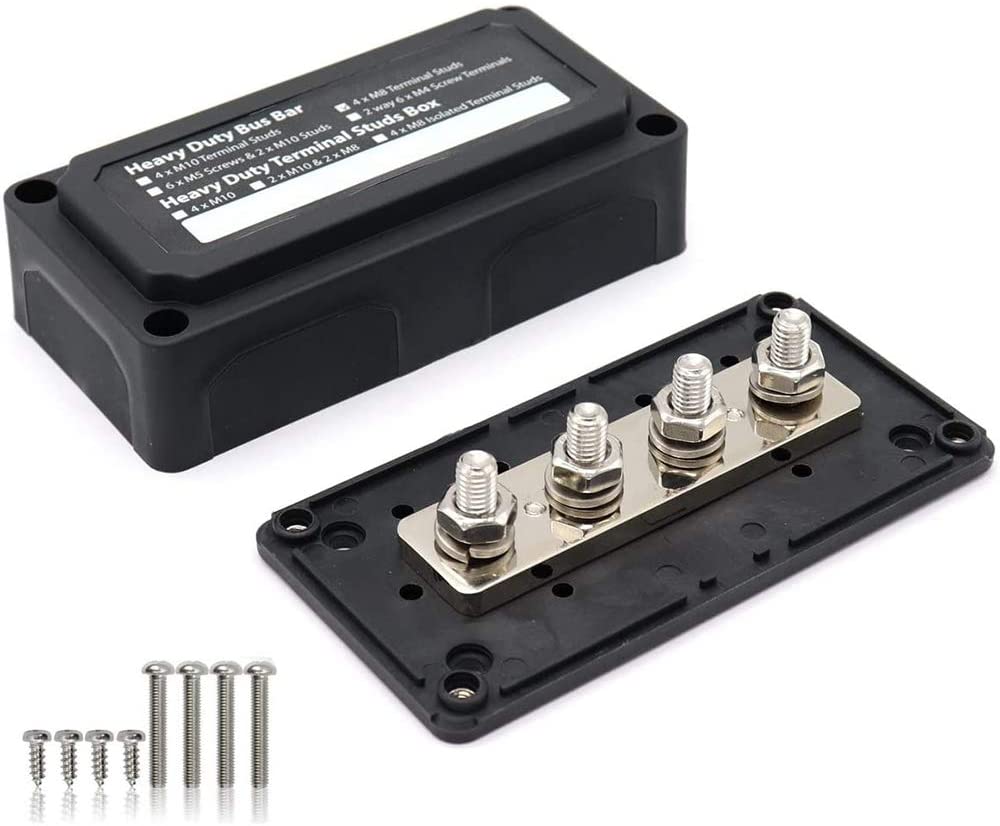 Heavy Duty Bus Bar
4 x M10 Terminal Studs 4 x M8 Terminal Studs
6 x M5 Screws & 2 x M10 Studs 2 way 6 x M4 Screw Terminals
Heavy Duty Terminal Studs Box
4 x M10 2 x M10 & 2 x M8 4 x M8 Isolated Terminal Studs